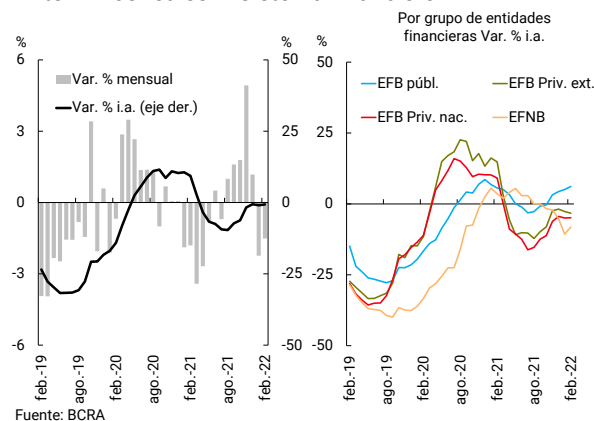 Por grupo de entidades
financieras Var. % i.a.
%
%
%
6
3
0
-3
-6
50
25
0
-25
-50
Var. % mensual
Var. % i.a. (eje der.)
feb.-19
ago.-19
feb.-20
ago.-20
feb.-21
ago.-21
feb.-22
50
25
0
-25
-50
EFB públ.
EFB Priv. ext.
EFB Priv. nac.
EFNB
feb.-19
ago.-19
feb.-20
ago.-20
feb.-21
ago.-21
feb.-22
Fuente: BCRA